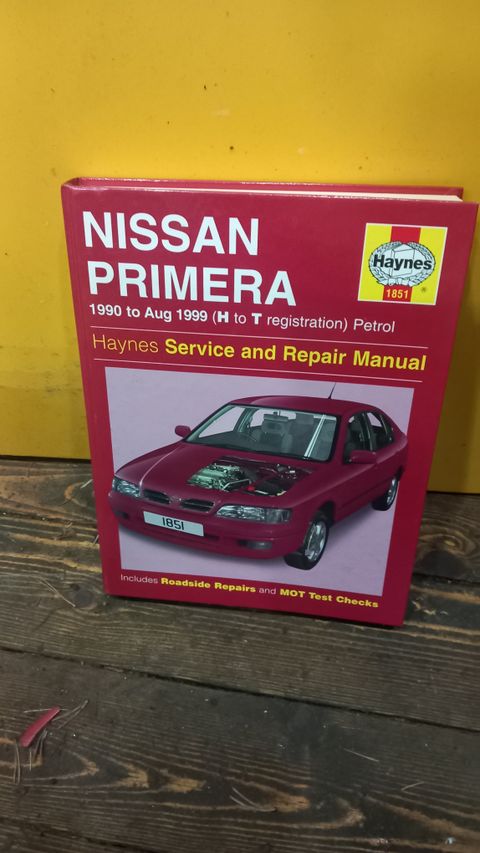 NISSAN
PRIMERA
1990 to Aug 1999 (H to T registration) Petrol
Haynes Service and Repair Manual
Haynes
1851
®
1851
Includes Roadside Repairs and MOT Test Checks